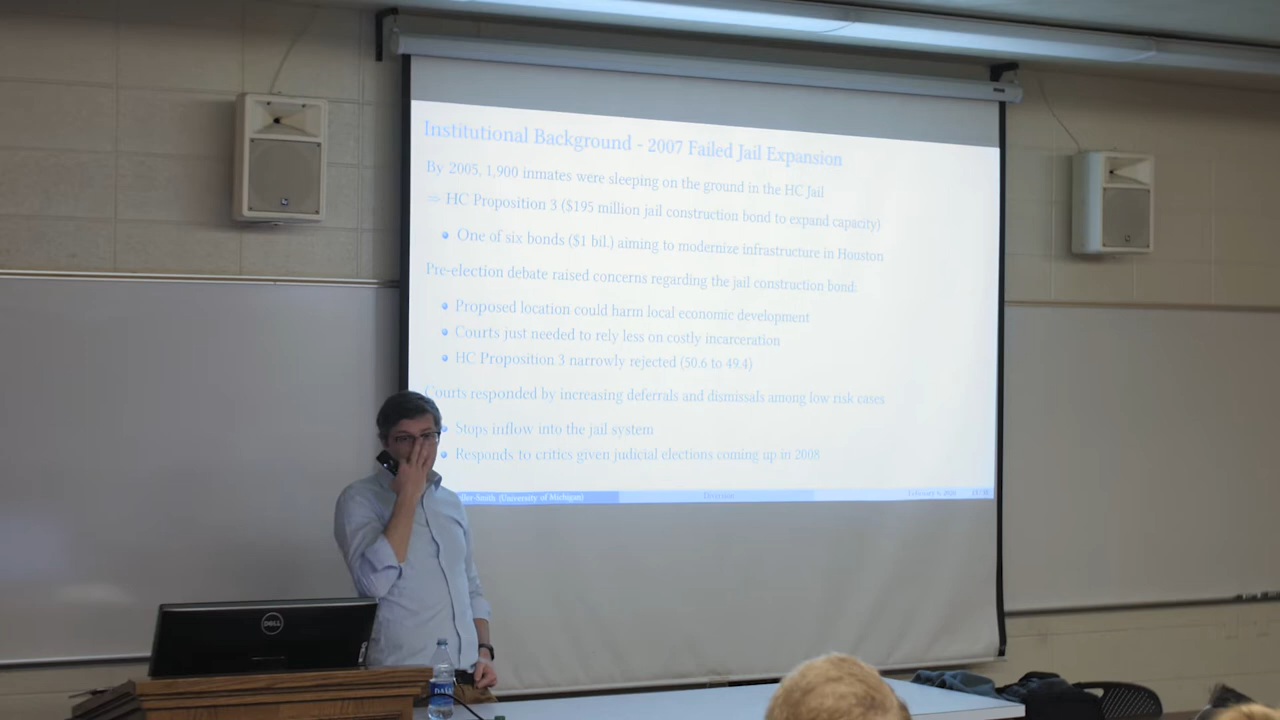 Institutional Background - 2007 Failed Jail Expansion
By 2005, 1,900 inmates were sleeping on the ground in the HC Jail
⇒ HC Proposition 3 ($195 million jail construction bond to expand capacity)
One of six bonds ($1 bil.) aiming to modernize infrastructure in Houston
Pre-election debate raised concerns regarding the jail construction bond:
Proposed location could harm local economic development
Courts just needed to rely less on costly incarceration
HC Proposition 3 narrowly rejected (50.6 to 49.4)
Courts responded by increasing deferrals and dismissals among low risk cases
Stops inflow into the jail system
Responds to critics given judicial elections coming up in 2008
ller-Smith (University of Michigan) Diversion
DELL